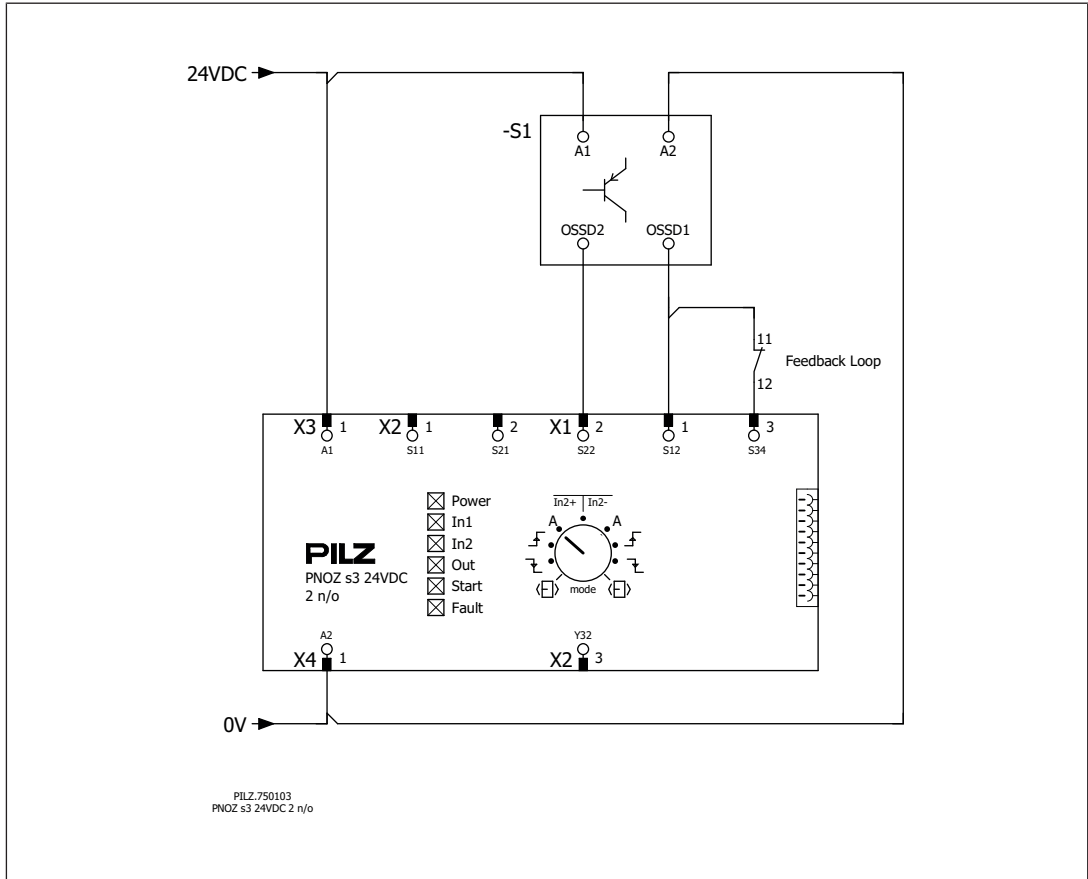 24VDC
-S1
A1 A2
OSSD2 OSSD1
11
Feedback Loop
12
X3 1 X2 1 2 X1 2 1 3
A1 S11 S21 S22 S12 S34
Power
In1
In2
Out
Start
Fault
In2+ In2-
A A
mode
PILZ
PNOZ s3 24VDC
2 n/o
A2 Y32
X4 1 X2 3
0V
PILZ.750103
PNOZ s3 24VDC 2 n/o